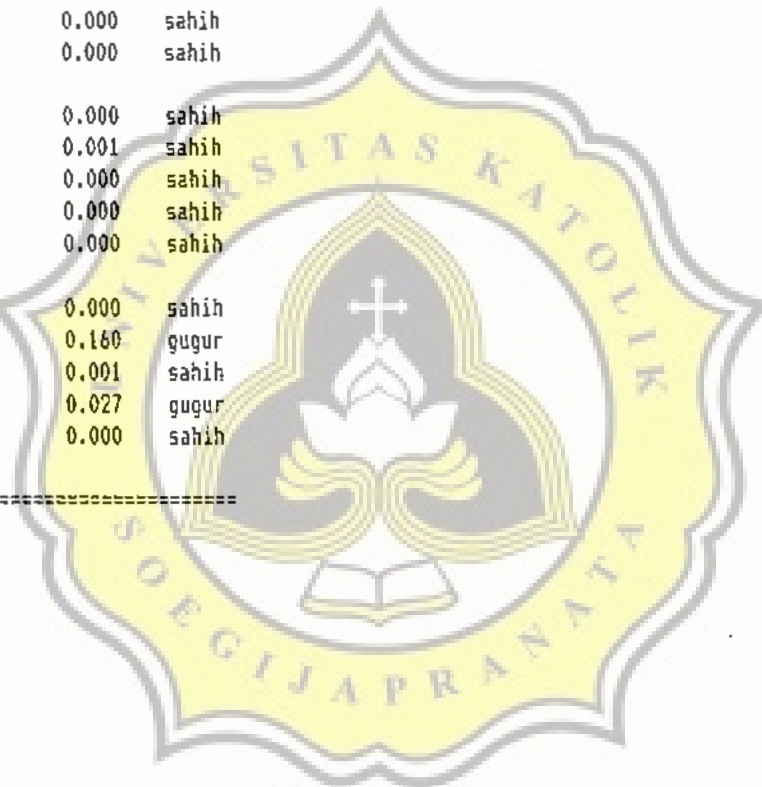 0.000 sahih
0.000 sahih
0.000 sahih
0.001 sahih
0.000 sahih
0.000 sahih
0.000 sahih
0.000 sahih
0.160 gugur
0.001 sahih
0.027 gugur
0.000 sahih
====================
UNIVERSITAS KATOLIK
SOEGIJAPRANATA